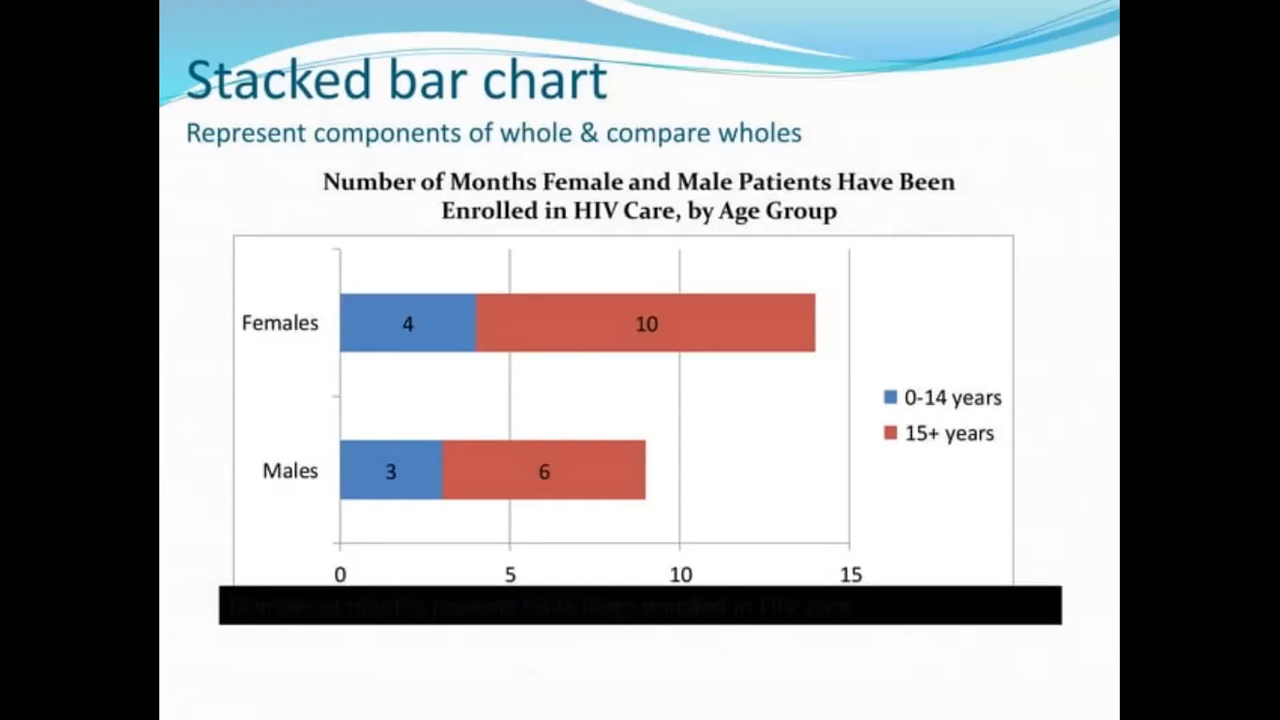 Stacked bar chart
Represent components of whole & compare wholes
Number of Months Female and Male Patients Have Been
Enrolled in HIV Care, by Age Group
Females
4
10
0-14 years
15+ years
Males
3
6
0
5
10
15